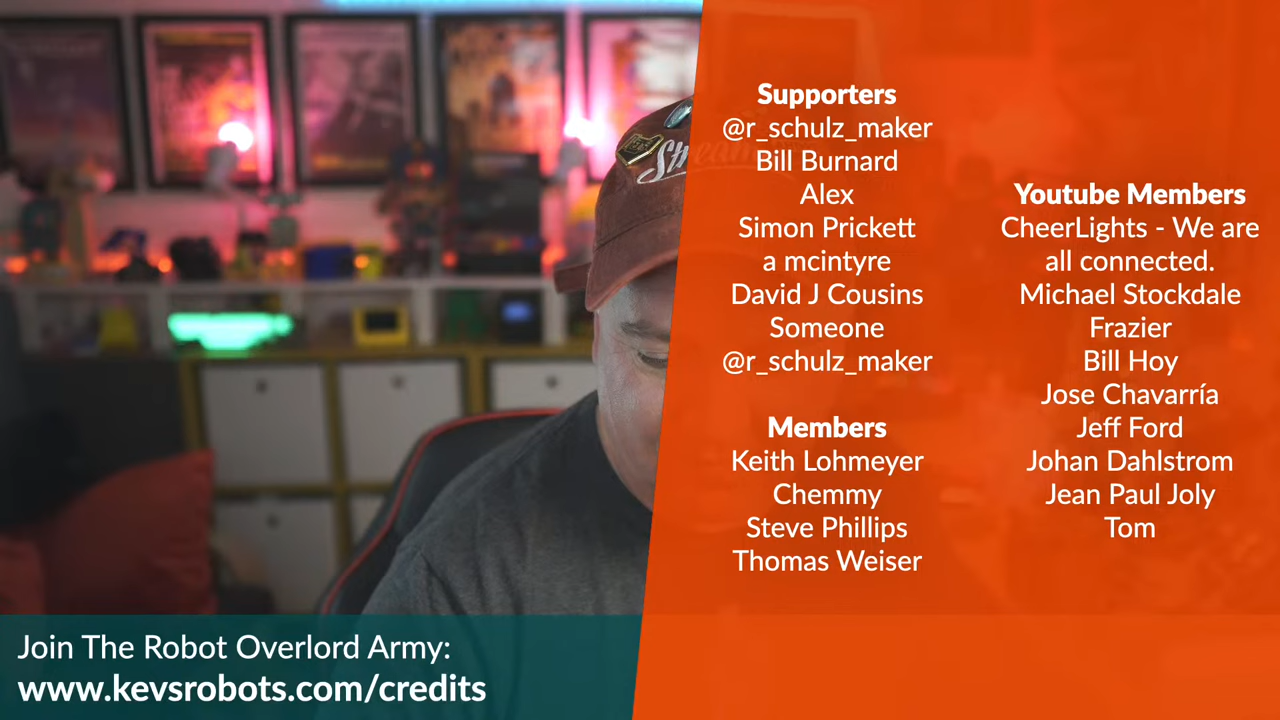 Supporters
@r_schulz_maker
Bill Burnard
Alex
Simon Prickett
a mcintyre
David J Cousins
Someone
@r_schulz_maker
Members
Keith Lohmeyer
Chemmy
Steve Phillips
Thomas Weiser
Youtube Members
CheerLights - We are
all connected.
Michael Stockdale
Frazier
Bill Hoy
Jose Chavarría
Jeff Ford
Johan Dahlstrom
Jean Paul Joly
Tom
Join The Robot Overlord Army:
www.kevsrobots.com/credits